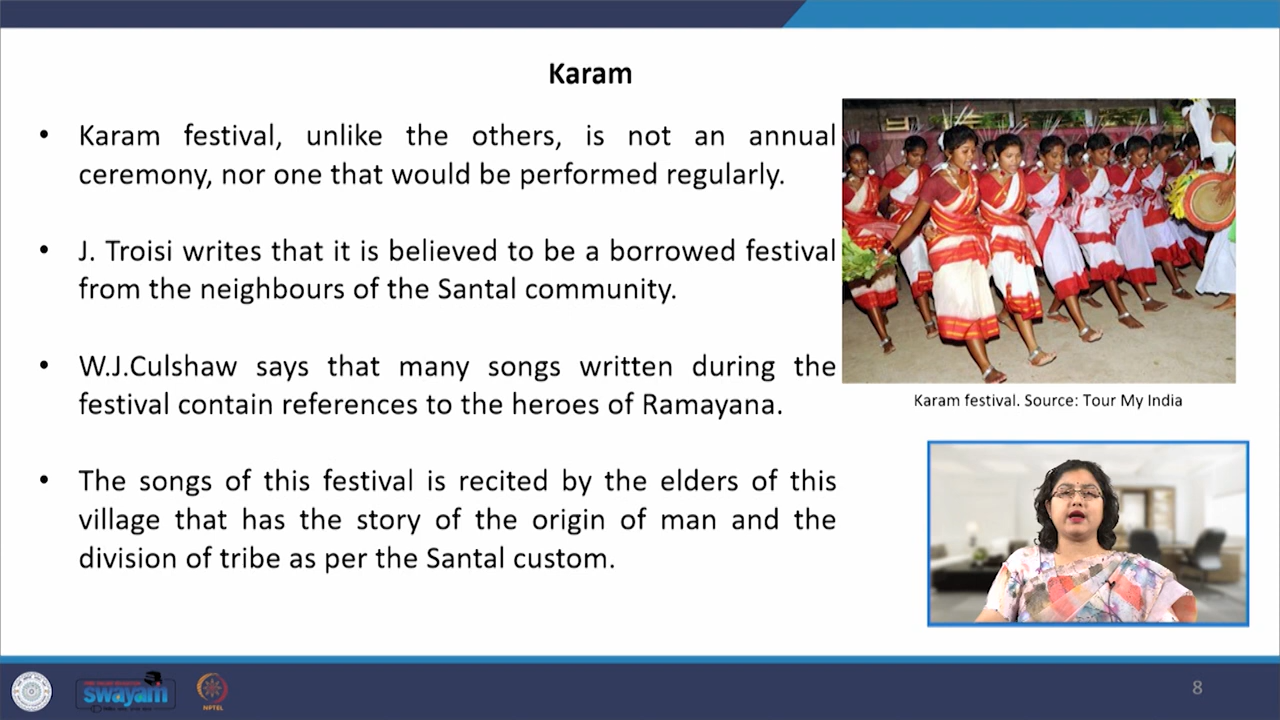 Karam
• Karam festival, unlike the others, is not an annual
ceremony, nor one that would be performed regularly.
• J. Troisi writes that it is believed to be a borrowed festival
from the neighbours of the Santal community.
• W.J.Culshaw says that many songs written during the
festival contain references to the heroes of Ramayana.
• The songs of this festival is recited by the elders of this
village that has the story of the origin of man and the
division of tribe as per the Santal custom.
Karam festival. Source: Tour My India
swayam
NPTEL
8